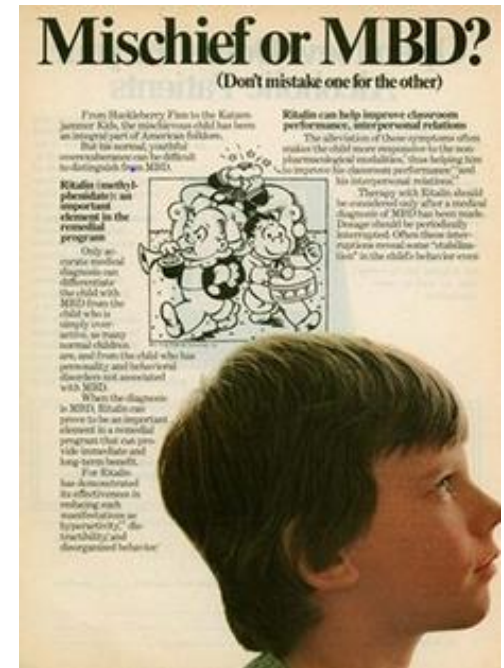 Mischief or MBD?
(Don't mistake one for the other)
From Huckleberry Finn to the Katzen-
jammer Kids, the mischievous child has been
an integral part of American folklore.
But his normal, youthful
overexuberance can be difficult
to distinguish from MBD.
Ritalin (methyl-
phenidate): an
important
element in the
remedial
program
Only ac-
curate medical
diagnosis can
differentiate
the child with
MBD from the
child who is
simply over-
active, as many
normal children
are, and from the child who has
personality and behavioral
disorders not associated
with MBD.
When the diagnosis
is MBD, Ritalin can
prove to be an important
element in a remedial
program that can pro-
vide immediate and
long-term benefit.
For Ritalin
has demonstrated
its effectiveness in
reducing such
manifestations as
hyperactivity, dis-
tractibility, and
disorganized behavior.
Ritalin can help improve classroom
performance, interpersonal relations
The alleviation of these symptoms often
makes the child more responsive to the non-
pharmacological modalities, thus helping him
to improve his classroom performance and
his interpersonal relations.
Therapy with Ritalin should
be considered only after a medical
diagnosis of MBD has been made.
Dosage should be periodically
interrupted. Often these inter-
ruptions reveal some "stabiliza-
tion" in the child's behavior even